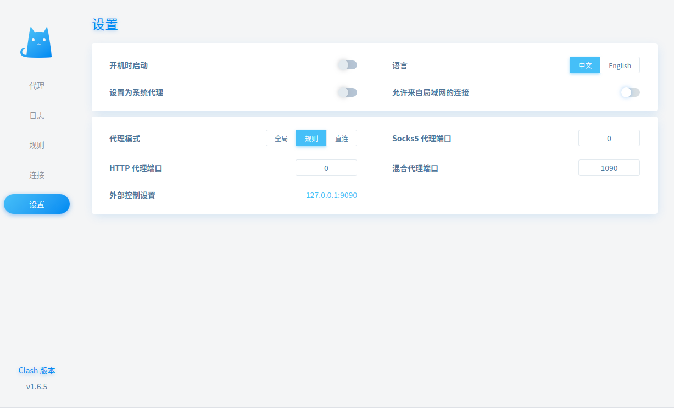 设置
代理
日志
规则
连接
设置
开机时启动
语言 中文 English
设置为系统代理
允许来自局域网的连接
代理模式 全局 规则 直连
Socks5 代理端口 0
HTTP 代理端口 0
混合代理端口 1090
外部控制设置 127.0.0.1:9090
Clash 版本
v1.6.5